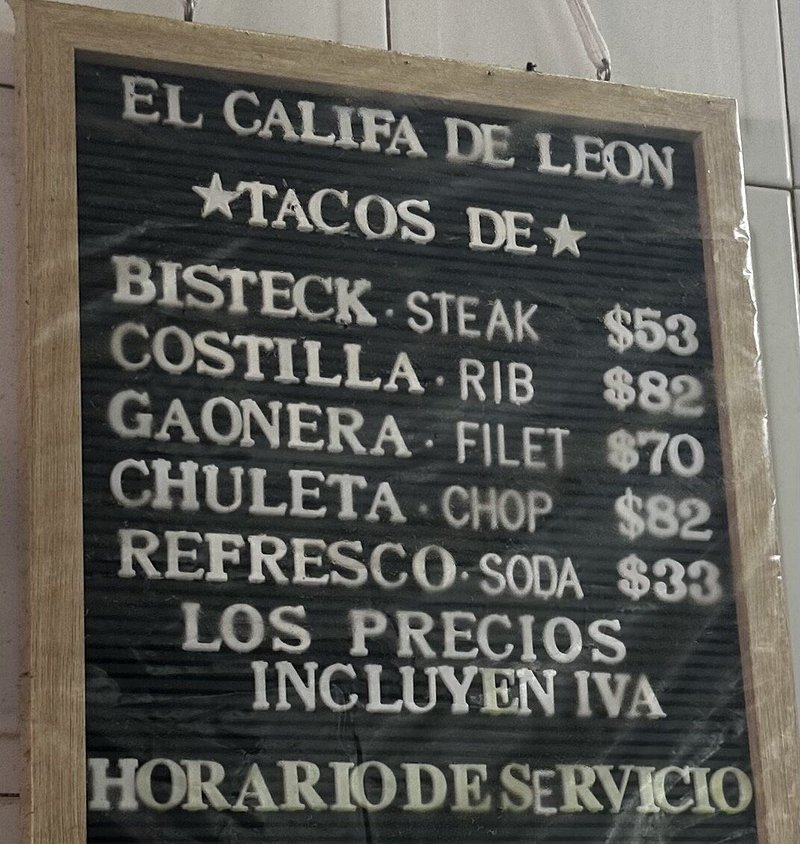 EL CALIFA DE LEON
★TACOS DE★
BISTECK · STEAK $53
COSTILLA · RIB $82
GAONERA · FILET $70
CHULETA · CHOP $82
REFRESCO · SODA $33
LOS PRECIOS
INCLUYEN IVA
HORARIO DE SERVICIO